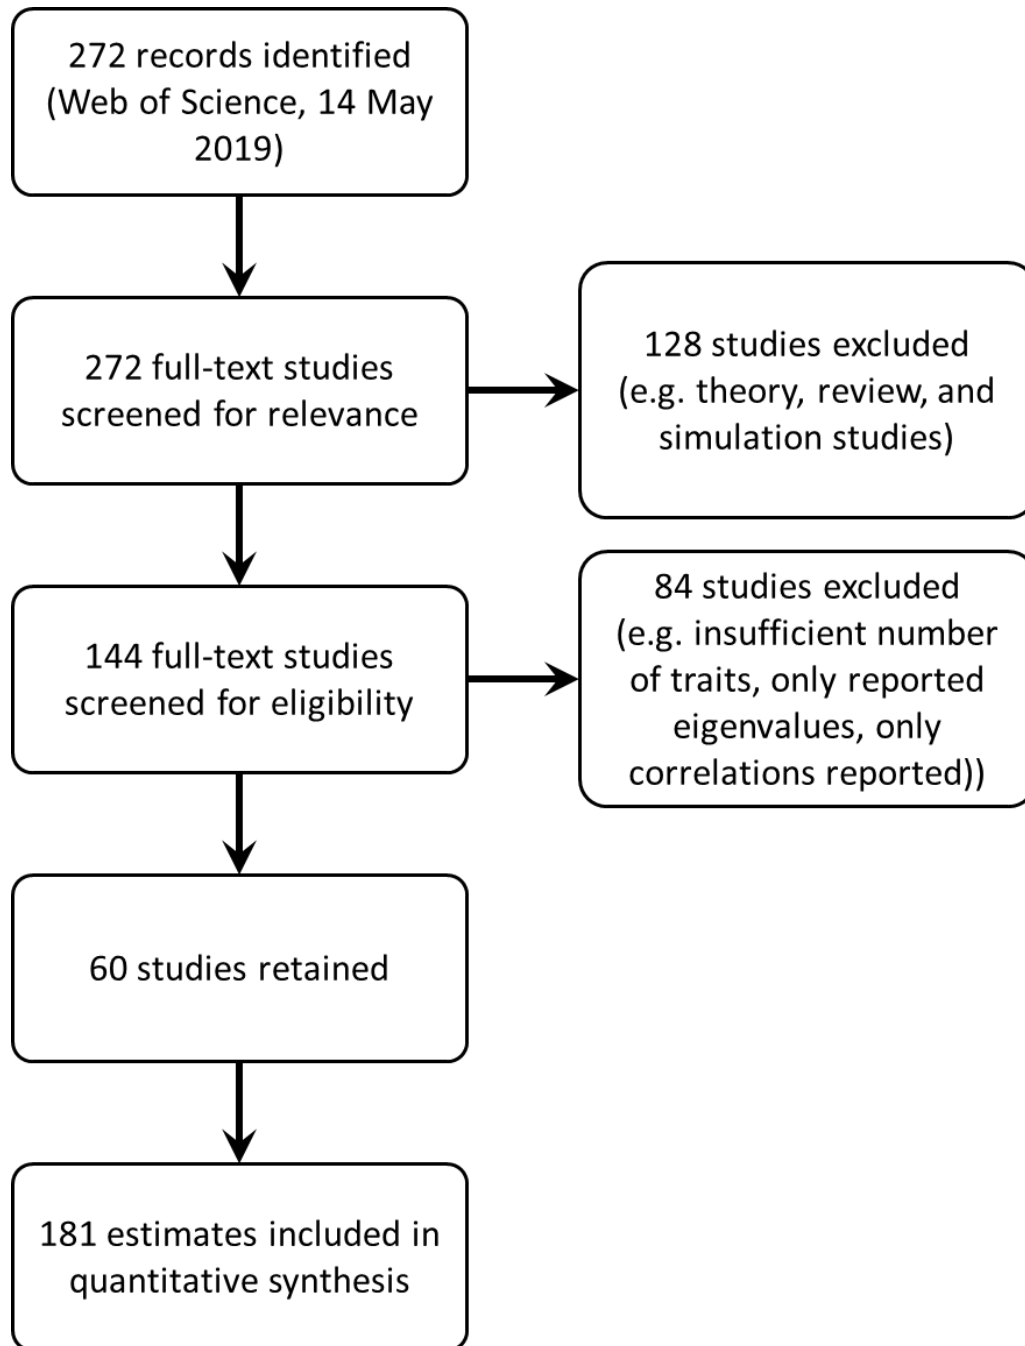 272 records identified
(Web of Science, 14 May
2019)
272 full-text studies
screened for relevance
128 studies excluded
(e.g. theory, review, and
simulation studies)
144 full-text studies
screened for eligibility
84 studies excluded
(e.g. insufficient number
of traits, only reported
eigenvalues, only
correlations reported))
60 studies retained
181 estimates included in
quantitative synthesis